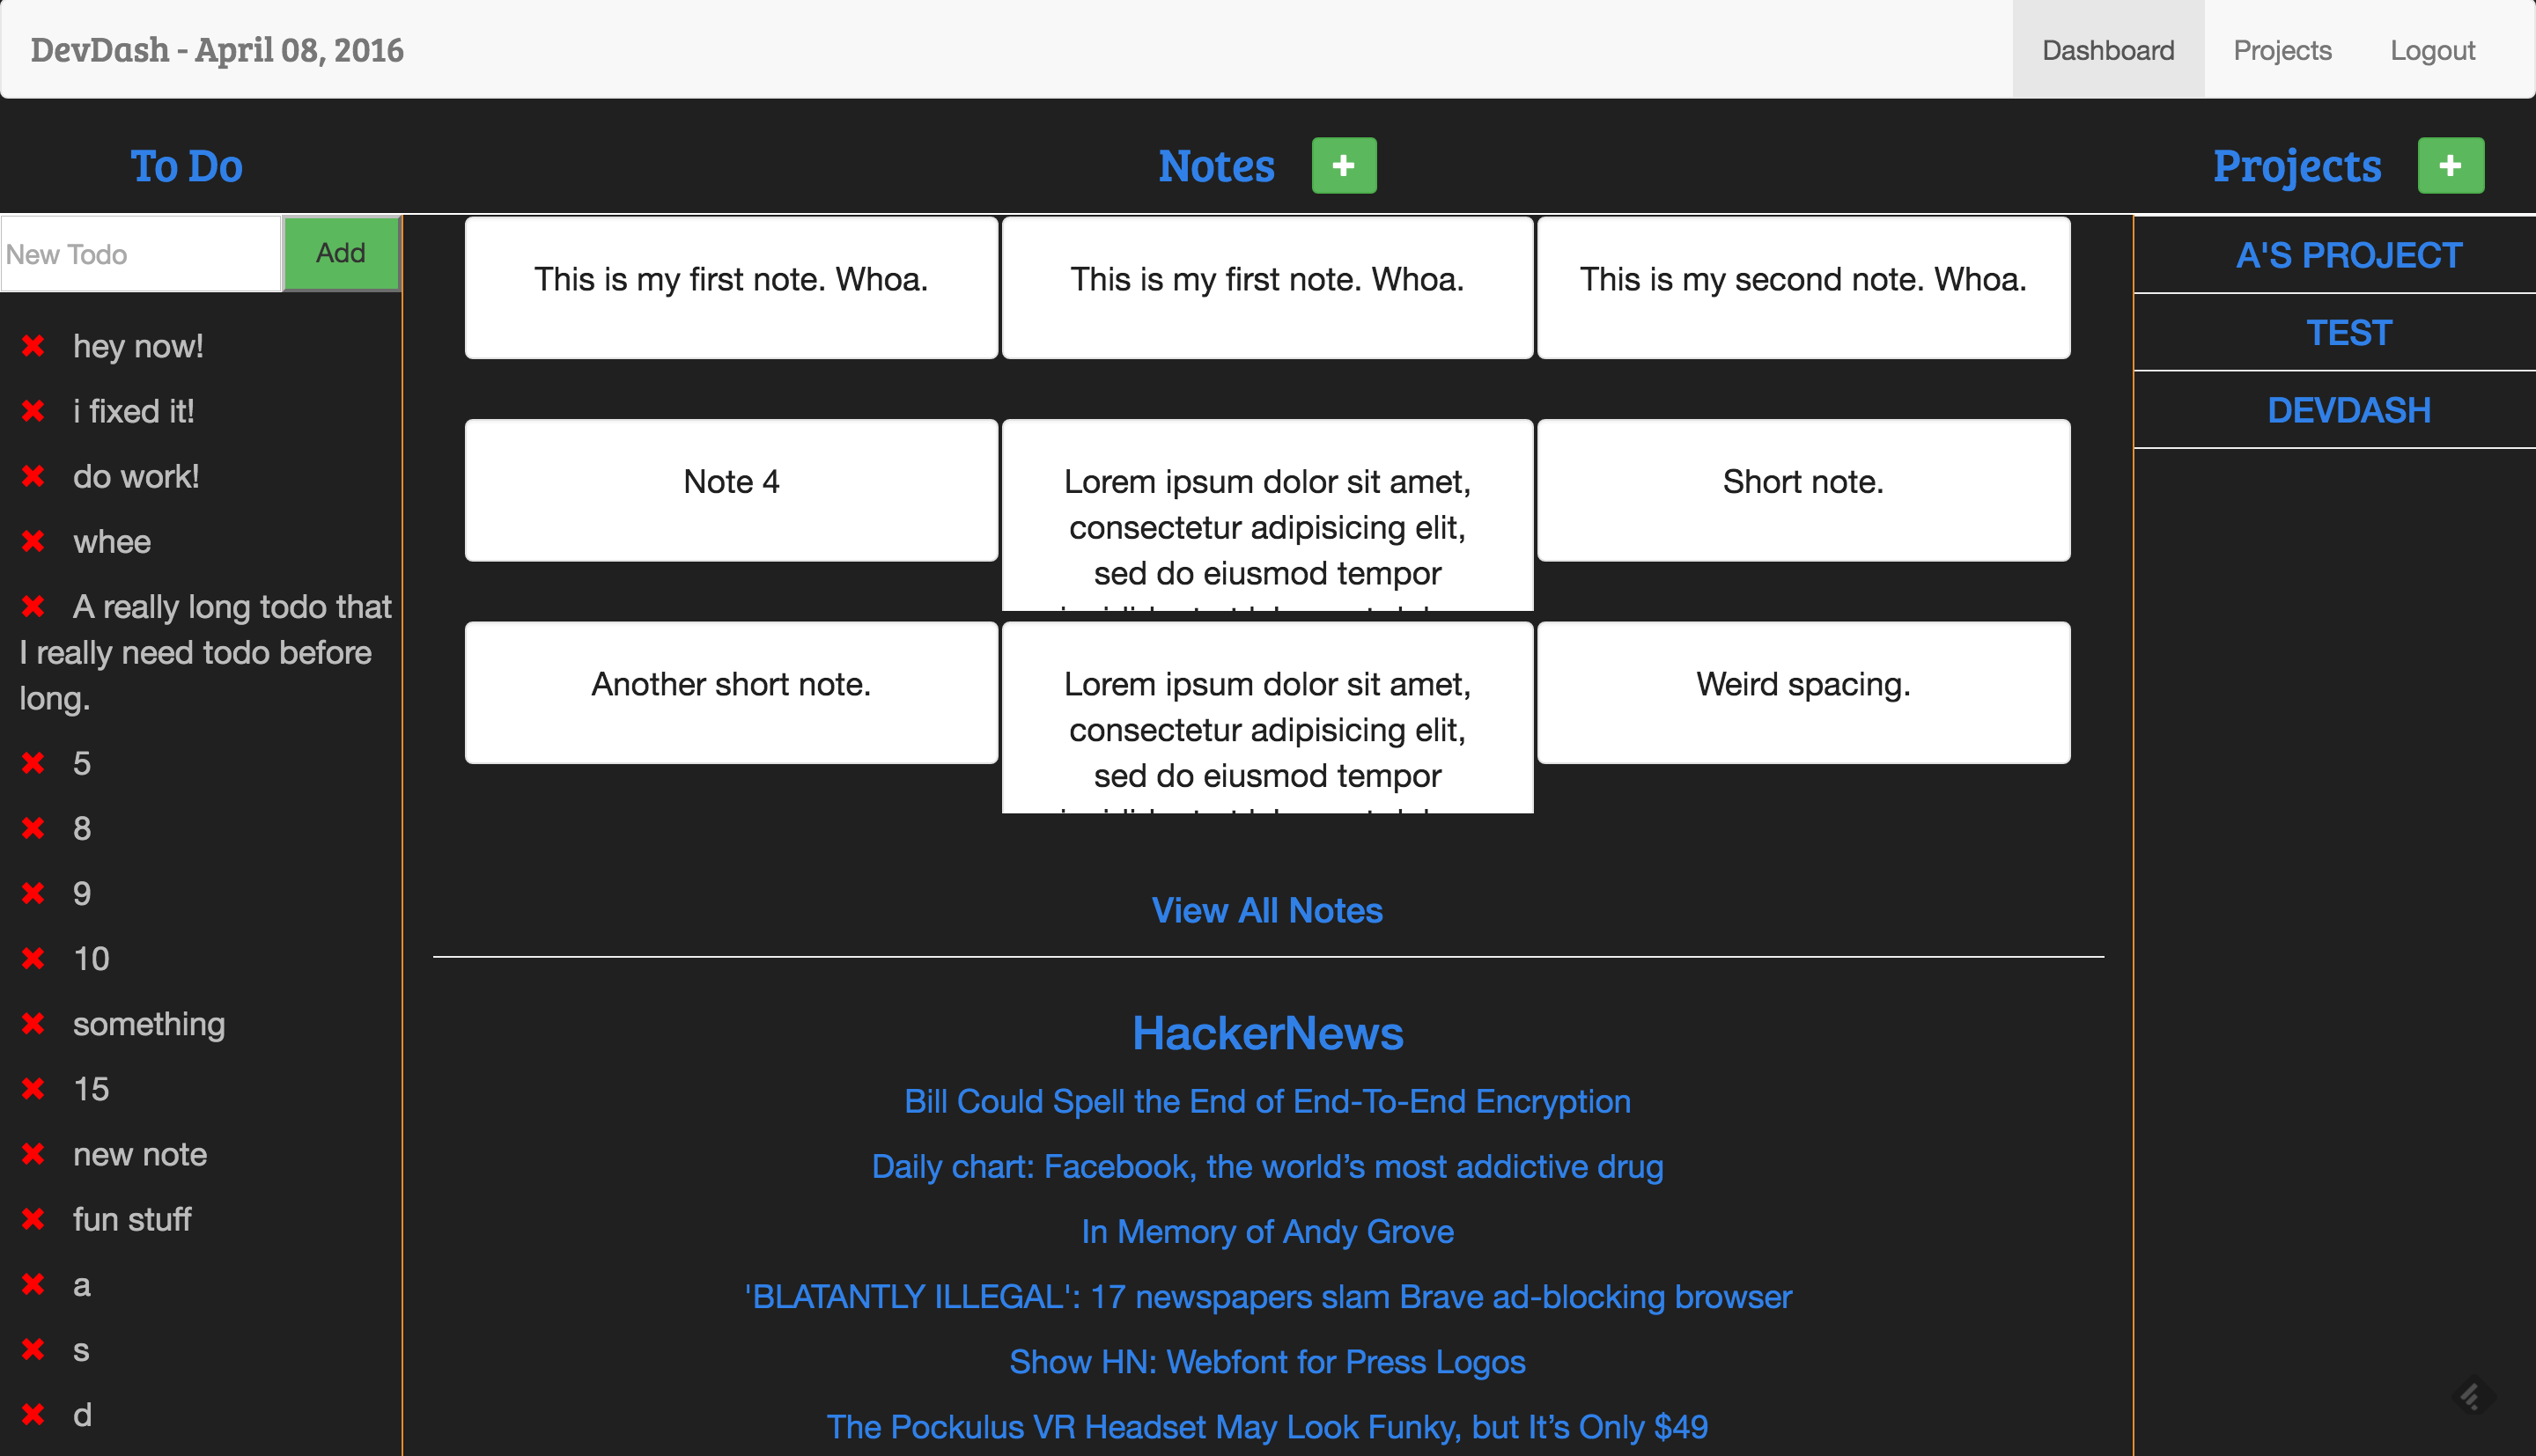 DevDash - April 08, 2016
Dashboard
Projects
Logout
To Do
Notes
Projects
New Todo
Add
hey now!
i fixed it!
do work!
whee
A really long todo that
I really need todo before
long.
5
8
9
10
something
15
new note
fun stuff
a
s
d
This is my first note. Whoa.
This is my first note. Whoa.
This is my second note. Whoa.
Note 4
Lorem ipsum dolor sit amet,
consectetur adipisicing elit,
sed do eiusmod tempor
Short note.
Another short note.
Lorem ipsum dolor sit amet,
consectetur adipisicing elit,
sed do eiusmod tempor
Weird spacing.
View All Notes
HackerNews
Bill Could Spell the End of End-To-End Encryption
Daily chart: Facebook, the world’s most addictive drug
In Memory of Andy Grove
'BLATANTLY ILLEGAL': 17 newspapers slam Brave ad-blocking browser
Show HN: Webfont for Press Logos
The Pockulus VR Headset May Look Funky, but It’s Only $49
A'S PROJECT
TEST
DEVDASH